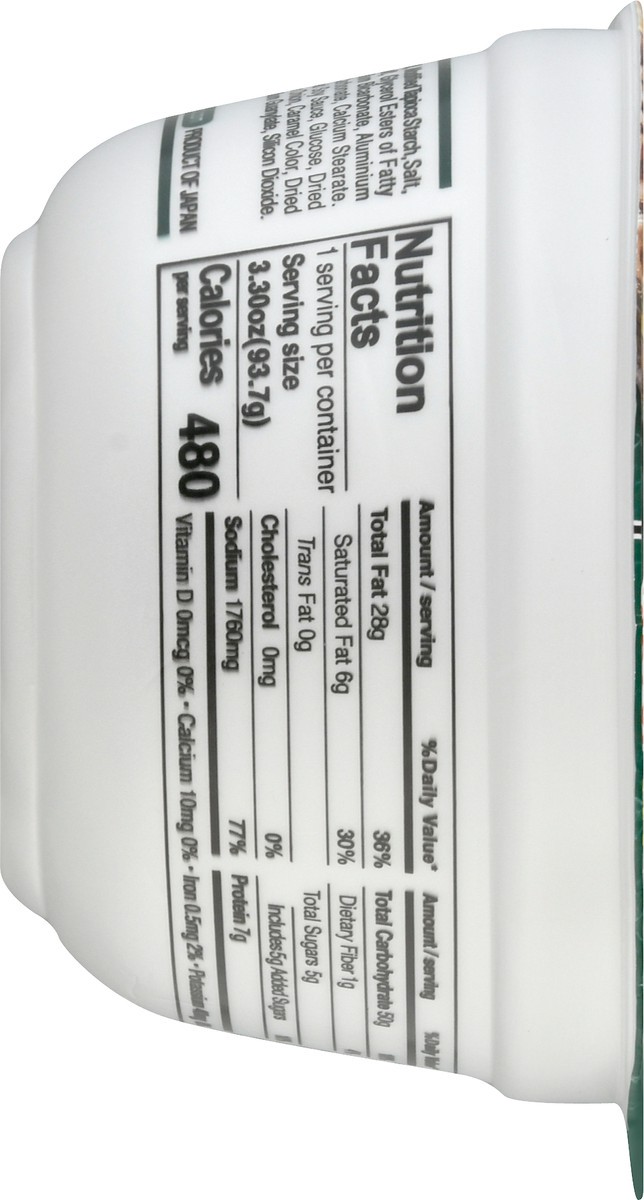 Tapioca Starch, Salt,
Glycerol Esters of Fatty
Aluminium
Calcium Stearate.
Sauce, Glucose, Dried
Caramel Color, Dried
Silicon Dioxide.
PRODUCT OF JAPAN
Nutrition
Facts
1 serving per container
Serving size
3.30oz(93.7g)
Calories 480
per serving
Amount / serving %Daily Value*
Total Fat 28g 36%
Saturated Fat 6g 30%
Trans Fat 0g
Cholesterol 0mg 0%
Sodium 1760mg 77%
Amount / serving
Total Carbohydrate 50g
Dietary Fiber 1g
Total Sugars 5g
Includes 5g Added Sugars
Protein 7g
Vitamin D 0mcg 0% • Calcium 10mg 0% • Iron 0.5mg 2% •